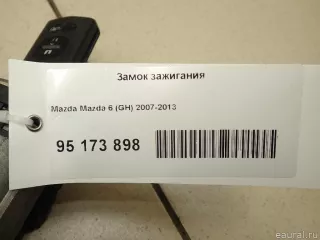 Замок зажигания
Mazda Mazda 6 (GH) 2007-2013
95 173 898
eaural.ru